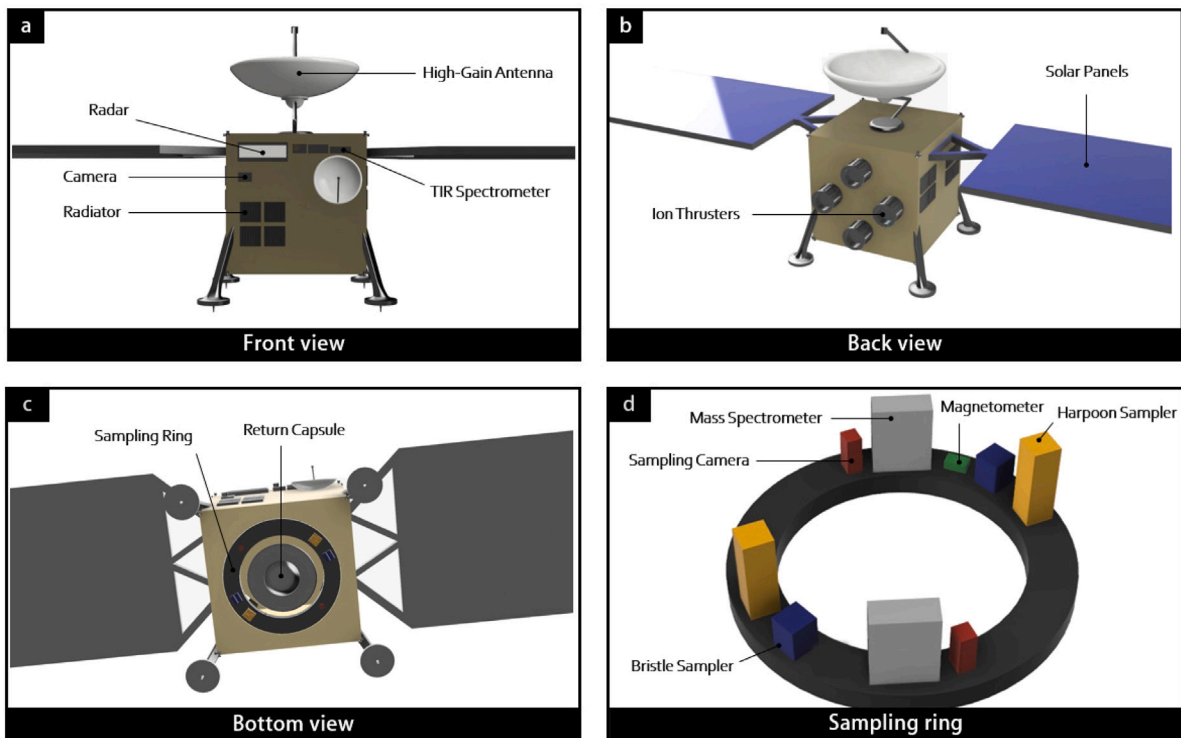 a
High-Gain Antenna
Radar
Camera
TIR Spectrometer
Radiator
Front view
b
Solar Panels
Ion Thrusters
Back view
c
Sampling Ring
Return Capsule
Bottom view
d
Mass Spectrometer
Magnetometer
Harpoon Sampler
Sampling Camera
Bristle Sampler
Sampling ring